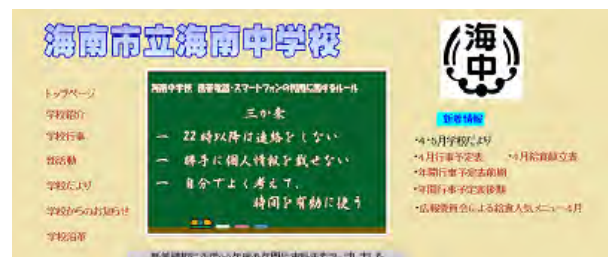 海南市立海南中学校
海中
トップページ
学校紹介
学校行事
部活動
学校だより
学校からのお知らせ
学校沿革
海南中学校 携帯電話・スマートフォンの利用に関するルール
三か条
一 22時以降は連絡をしない
一 勝手に個人情報を載せない
一 自分でよく考えて、
時間を有効に使う
新着情報
・4・5月学校だより
・4月行事予定表 ・4月給食献立表
・年間行事予定表前期
・年間行事予定表後期
・広報委員会による給食人気メニュー4月